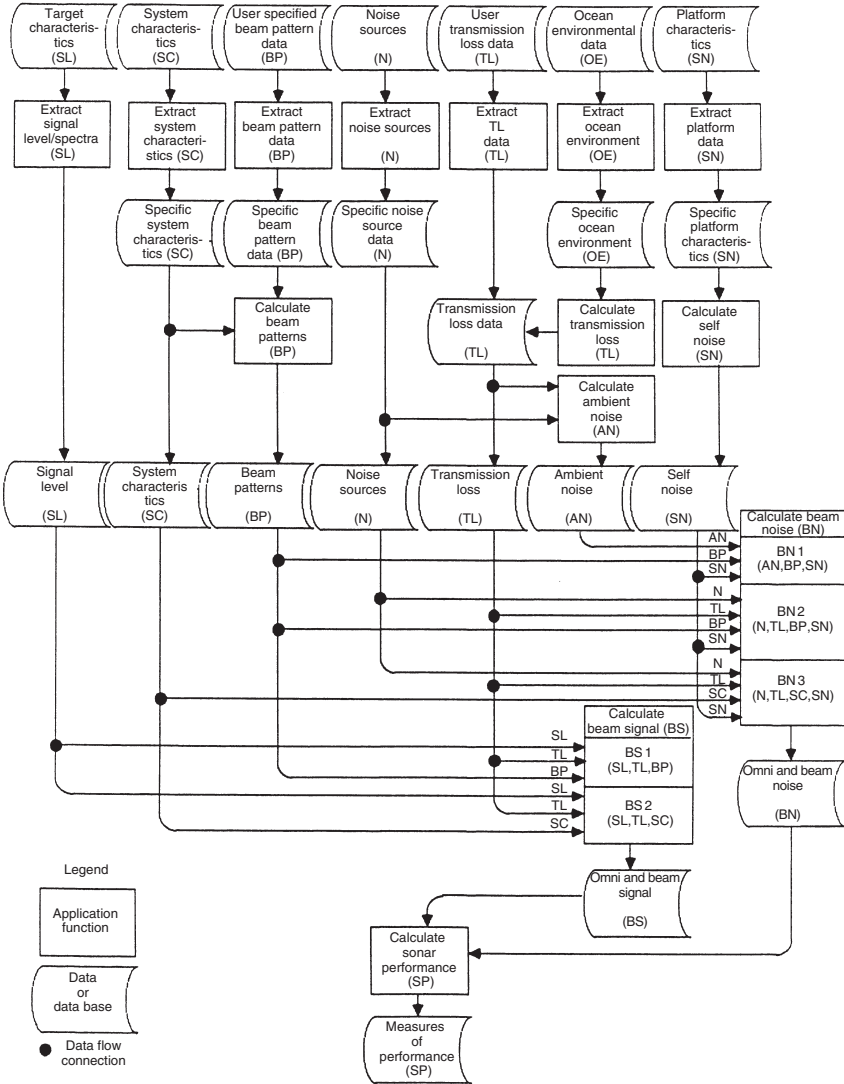 Target
characteris-
tics
(SL)
System
characteris-
tics
(SC)
User specified
beam pattern
data
(BP)
Noise
sources
(N)
User
transmission
loss data
(TL)
Ocean
environmental
data
(OE)
Platform
characteris-
tics
(SN)
Extract
signal
level/spectra
(SL)
Extract
system
characteri-
stics (SC)
Extract
beam pattern
data
(BP)
Extract
noise sources
(N)
Extract
TL
data
(TL)
Extract
ocean
environment
(OE)
Extract
platform
data
(SN)
Specific
system
characteris-
tics (SC)
Specific
beam
pattern
data (BP)
Specific noise
source
data
(N)
Specific
ocean
environment
(OE)
Specific
platform
characteris-
tics (SN)
Calculate
beam
patterns
(BP)
Transmission
loss data
(TL)
Calculate
transmission
loss
(TL)
Calculate
self
noise
(SN)
Calculate
ambient
noise
(AN)
Signal
level
(SL)
System
characteris
tics
(SC)
Beam
patterns
(BP)
Noise
sources
(N)
Transmission
loss
(TL)
Ambient
noise
(AN)
Self
noise
(SN)
Calculate beam
noise (BN)
AN
BP
SN
BN 1
(AN,BP,SN)
N
TL
BP
SN
BN 2
(N,TL,BP,SN)
N
TL
SC
SN
BN 3
(N,TL,SC,SN)
Calculate
beam signal (BS)
SL
TL
BP
BS 1
(SL,TL,BP)
SL
TL
SC
BS 2
(SL,TL,SC)
Omni and beam
noise
(BN)
Omni and beam
signal
(BS)
Calculate
sonar
performance
(SP)
Measures
of
performance
(SP)
Legend
Application
function
Data
or
data base
Data flow
connection